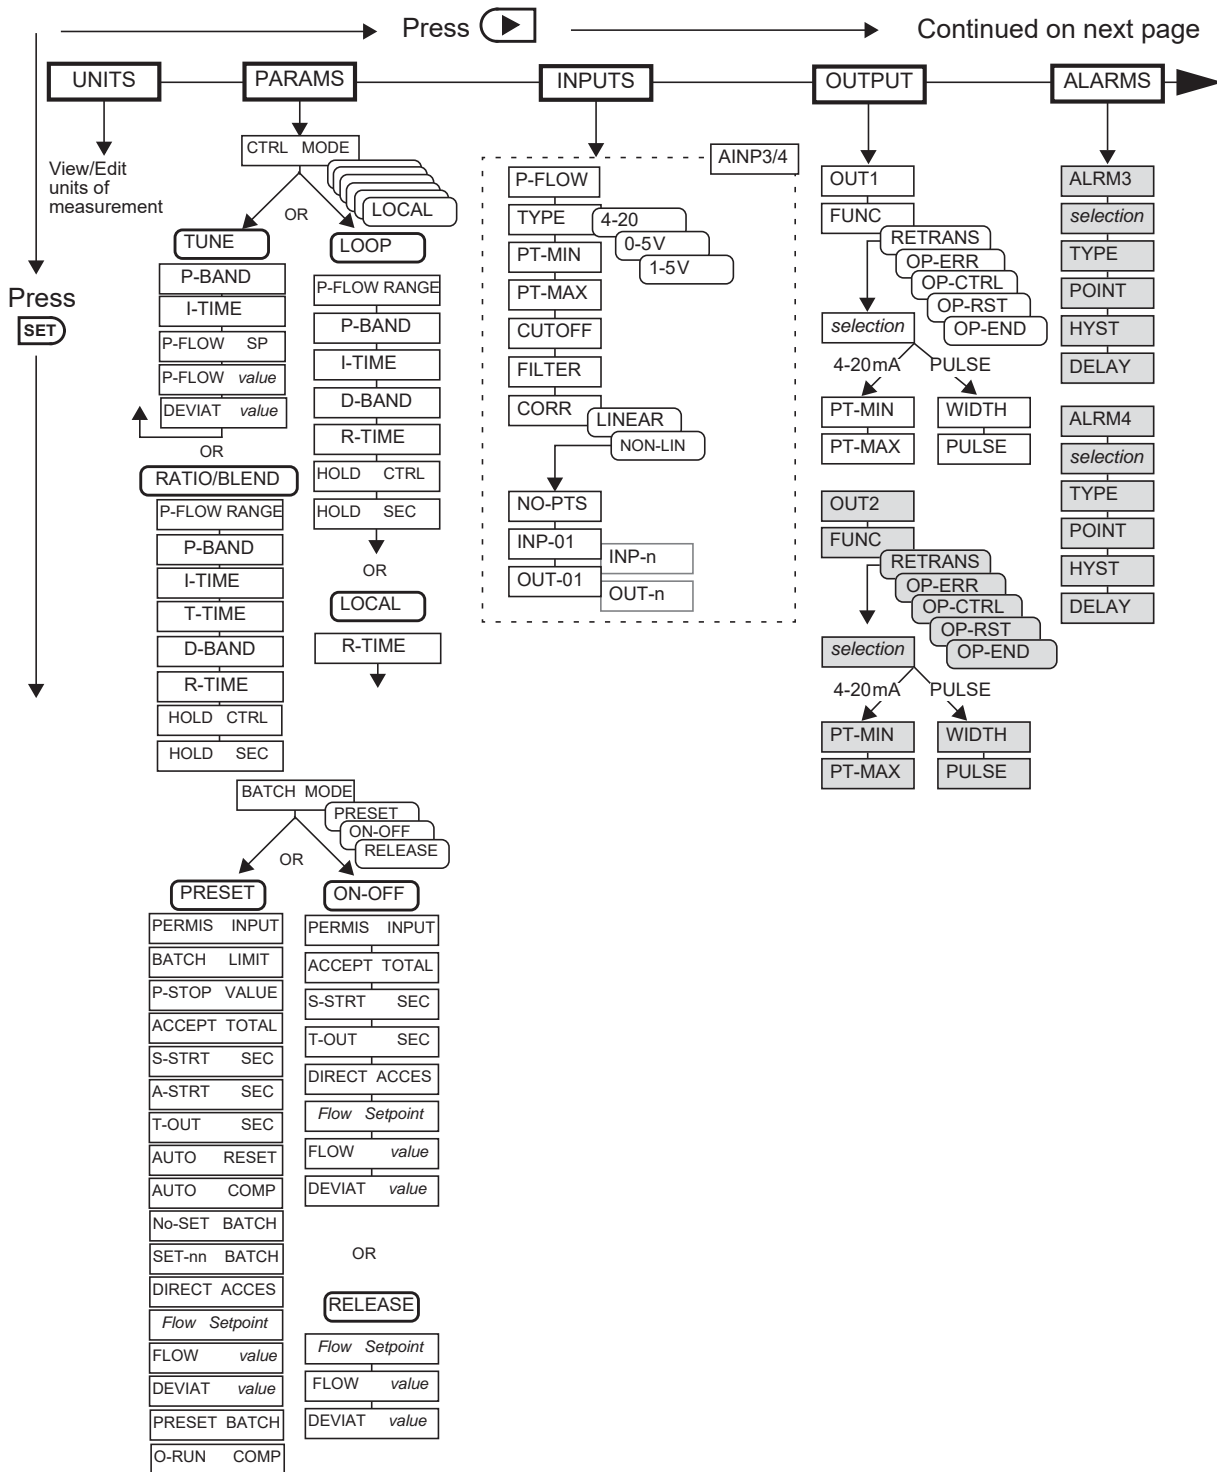 Press
Continued on next page
UNITS
PARAMS
INPUTS
OUTPUT
ALARMS
Press
SET
View/Edit
units of
measurement
CTRL MODE
LOCAL
OR
TUNE
P-BAND
I-TIME
P-FLOW SP
P-FLOW value
DEVIAT value
OR
RATIO/BLEND
P-FLOW RANGE
P-BAND
I-TIME
T-TIME
D-BAND
R-TIME
HOLD CTRL
HOLD SEC
LOOP
P-FLOW RANGE
P-BAND
I-TIME
D-BAND
R-TIME
HOLD CTRL
HOLD SEC
OR
LOCAL
R-TIME
BATCH MODE
PRESET
ON-OFF
RELEASE
OR
PRESET
PERMIS INPUT
BATCH LIMIT
P-STOP VALUE
ACCEPT TOTAL
S-STRT SEC
A-STRT SEC
T-OUT SEC
AUTO RESET
AUTO COMP
No-SET BATCH
SET-nn BATCH
DIRECT ACCES
Flow Setpoint
FLOW value
DEVIAT value
PRESET BATCH
O-RUN COMP
ON-OFF
PERMIS INPUT
ACCEPT TOTAL
S-STRT SEC
T-OUT SEC
DIRECT ACCES
Flow Setpoint
FLOW value
DEVIAT value
OR
RELEASE
Flow Setpoint
FLOW value
DEVIAT value
AINP3/4
P-FLOW
TYPE
4-20
0-5V
1-5V
PT-MIN
PT-MAX
CUTOFF
FILTER
CORR
LINEAR
NON-LIN
NO-PTS
INP-01
INP-n
OUT-01
OUT-n
OUT1
FUNC
RETRANS
OP-ERR
OP-CTRL
OP-RST
OP-END
selection
4-20mA
PULSE
PT-MIN
PT-MAX
WIDTH
PULSE
OUT2
FUNC
RETRANS
OP-ERR
OP-CTRL
OP-RST
OP-END
selection
4-20mA
PULSE
PT-MIN
PT-MAX
WIDTH
PULSE
ALRM3
selection
TYPE
POINT
HYST
DELAY
ALRM4
selection
TYPE
POINT
HYST
DELAY